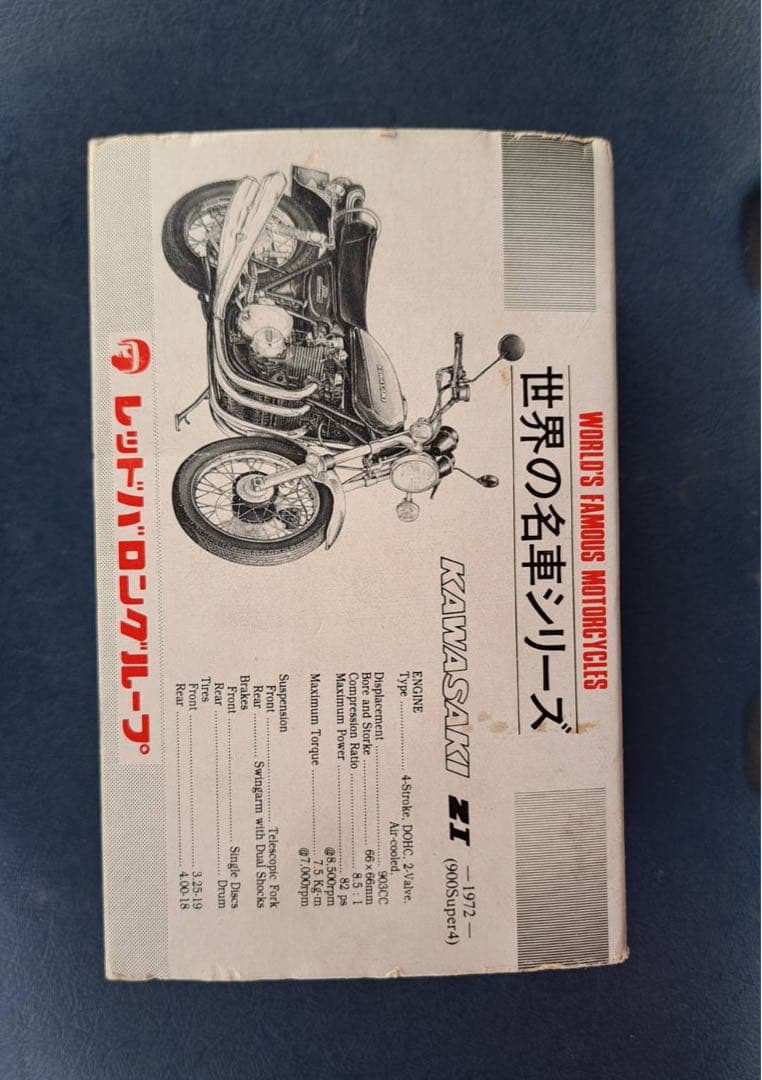 WORLD'S FAMOUS MOTORCYCLES
世界の名車シリーズ
KAWASAKI Z1 —1972—
(900Super4)
KAWASAKI
ENGINE
Type ............ 4-Stroke, DOHC, 2-Valve,
Air-cooled.
Displacement ............ 903CC
Bore and Storke ............ 66×66mm
Compression Ratio ............ 8.5 : 1
Maximum Power ............ 82 ps
@8,500rpm
Maximum Torque ............ 7.5 Kg-m
@7,000rpm
Suspension
Front ............ Telescopic Fork
Rear ............ Swingarm with Dual Shocks
Brakes
Front ............ Single Discs
Rear ............ Drum
Tires
Front ............ 3.25-19
Rear ............ 4.00-18
レッドバロングループ